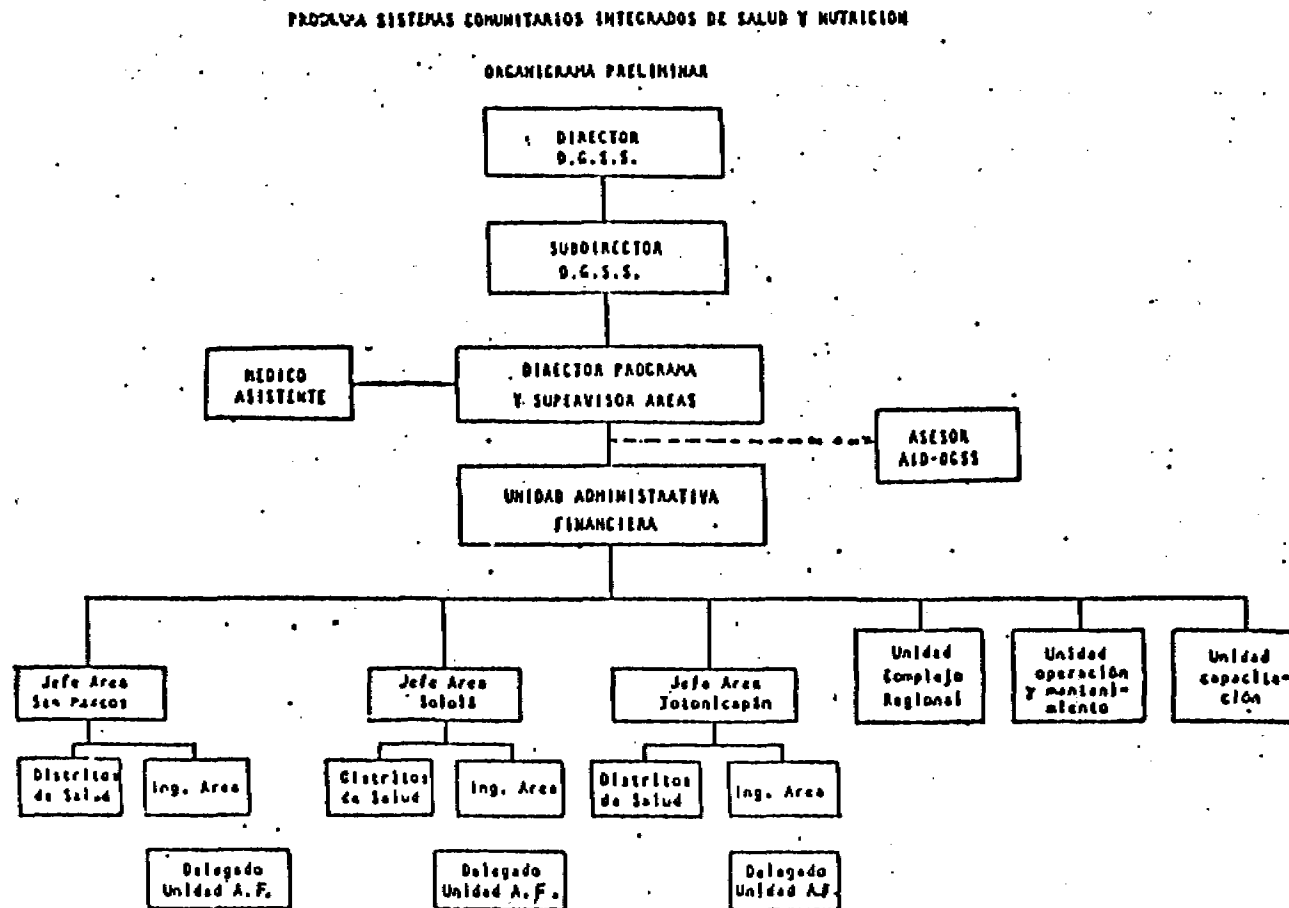 PROGRAMA SISTEMAS COMUNITARIOS INTEGRADOS DE SALUD Y NUTRICION
ORGANIGRAMA PRELIMINAR
DIRECTOR
D.G.S.S.
SUBDIRECTOR
D.G.S.S.
MEDICO
ASISTENTE
DIRECTOR PROGRAMA
Y SUPERVISOR AREAS
ASESOR
AID-DGSS
UNIDAD ADMINISTRATIVA
FINANCIERA
Jefe Area
San Marcos
Jefe Area
Sololá
Jefe Area
Totonicapán
Unidad
Complejo
Regional
Unidad
operación
y manteni-
miento
Unidad
capacita-
ción
Distritos
de Salud
Ing. Area
Distritos
de Salud
Ing. Area
Distritos
de Salud
Ing. Area
Delegado
Unidad A.F.
Delegado
Unidad A.F.
Delegado
Unidad A.F.